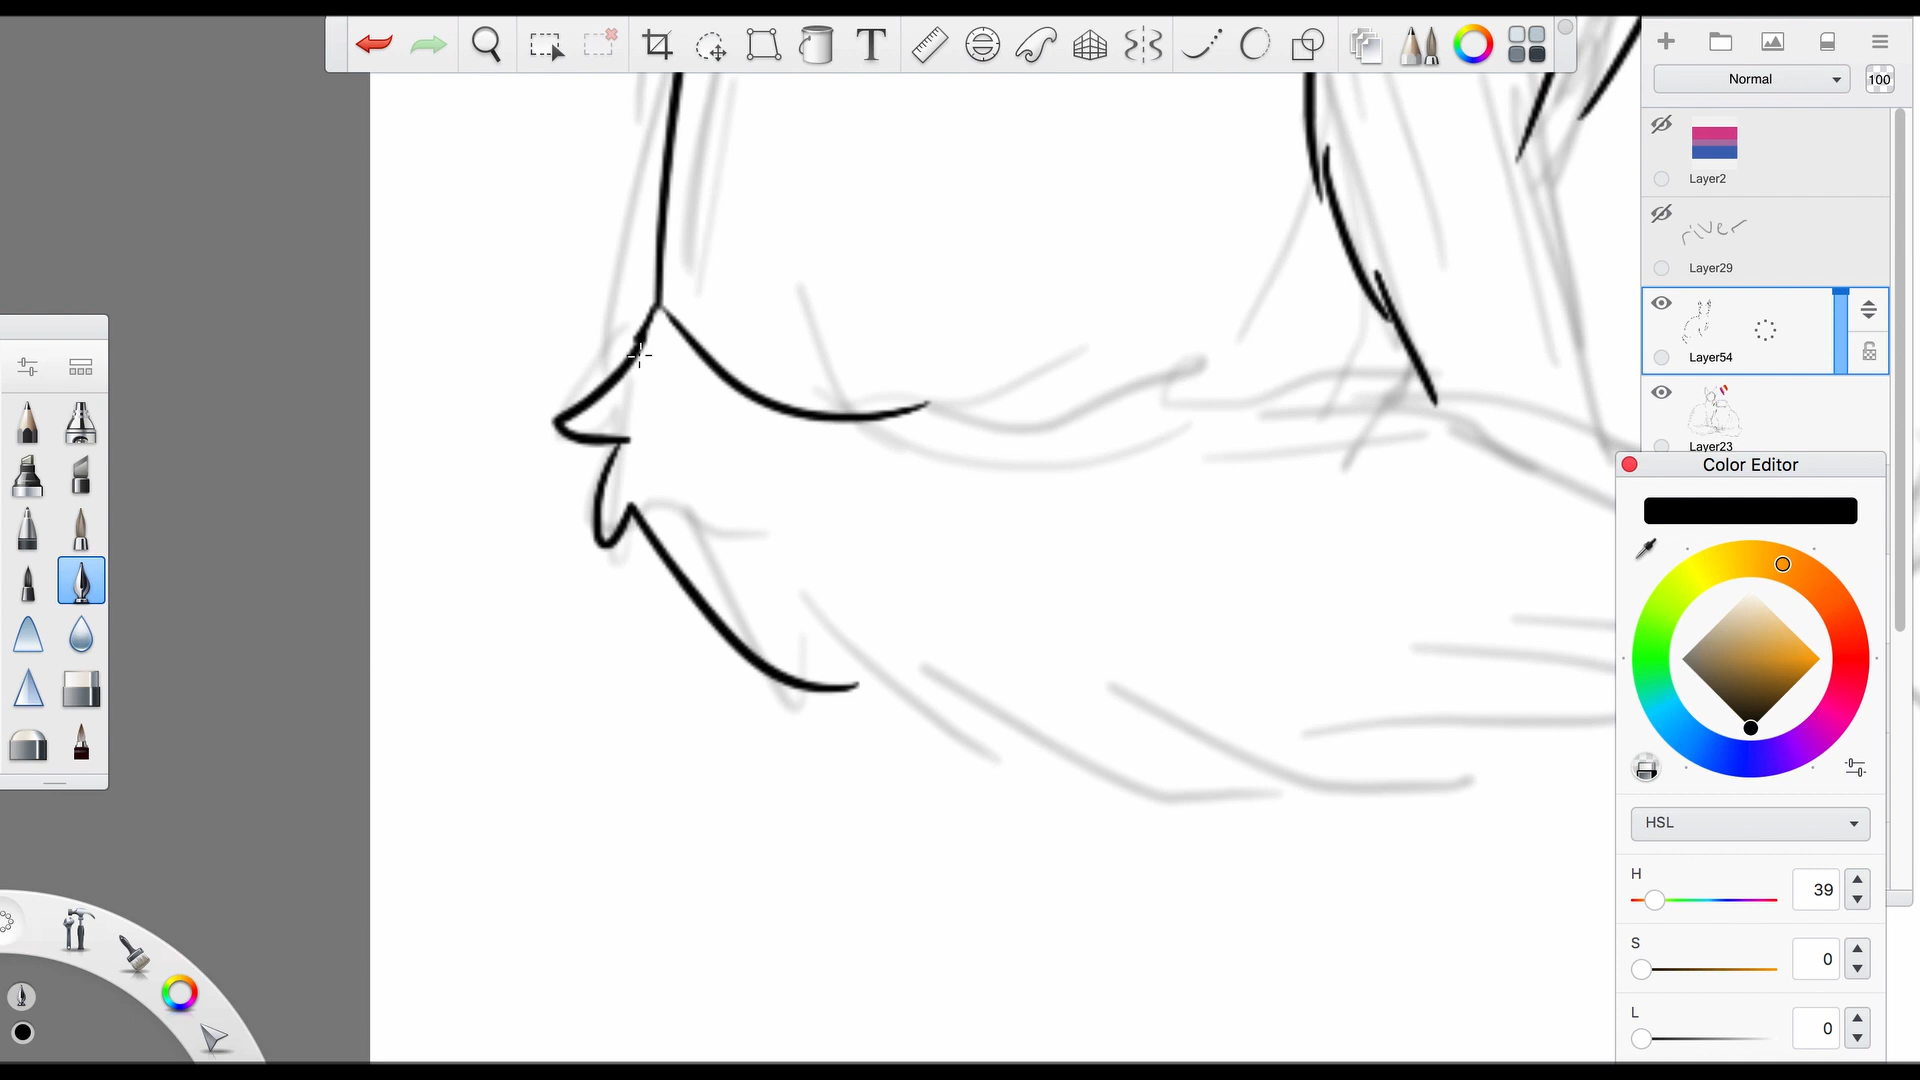 T
Normal
100
Layer2
river
Layer29
Layer54
Layer23
Color Editor
HSL
H
39
S
0
L
0